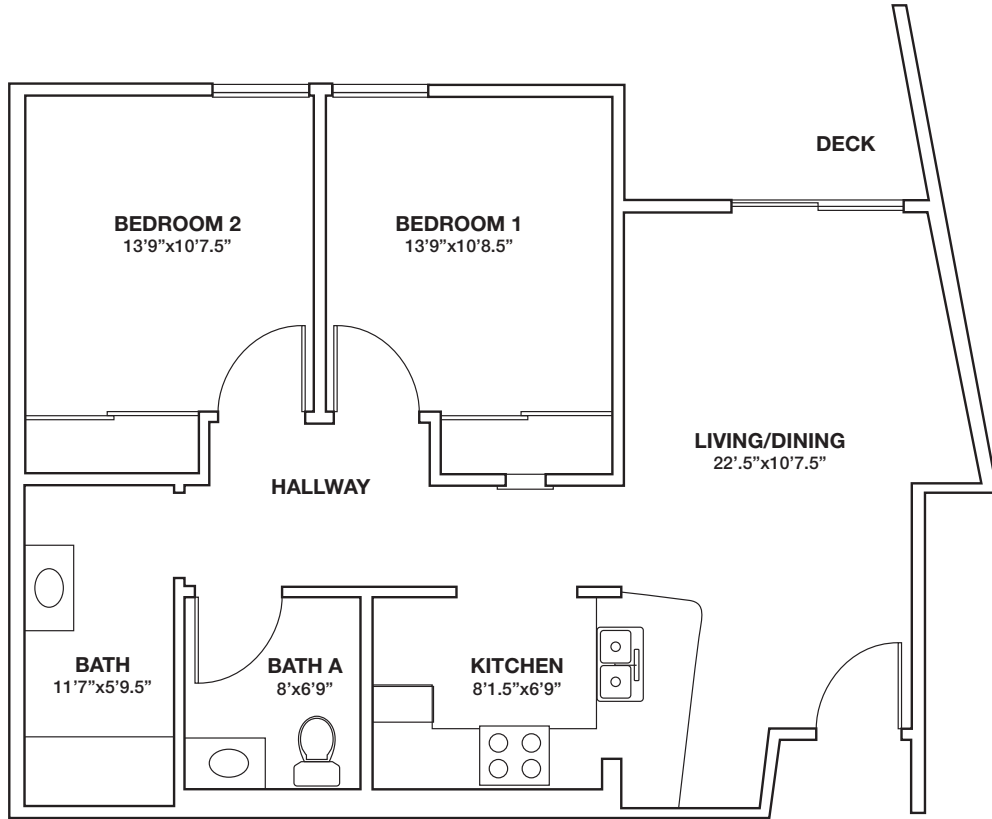 DECK
BEDROOM 2
13’9”x10’7.5”
BEDROOM 1
13’9”x10’8.5”
LIVING/DINING
22’.5”x10’7.5”
HALLWAY
BATH
11’7”x5’9.5”
BATH A
8’x6’9”
KITCHEN
8’1.5”x6’9”